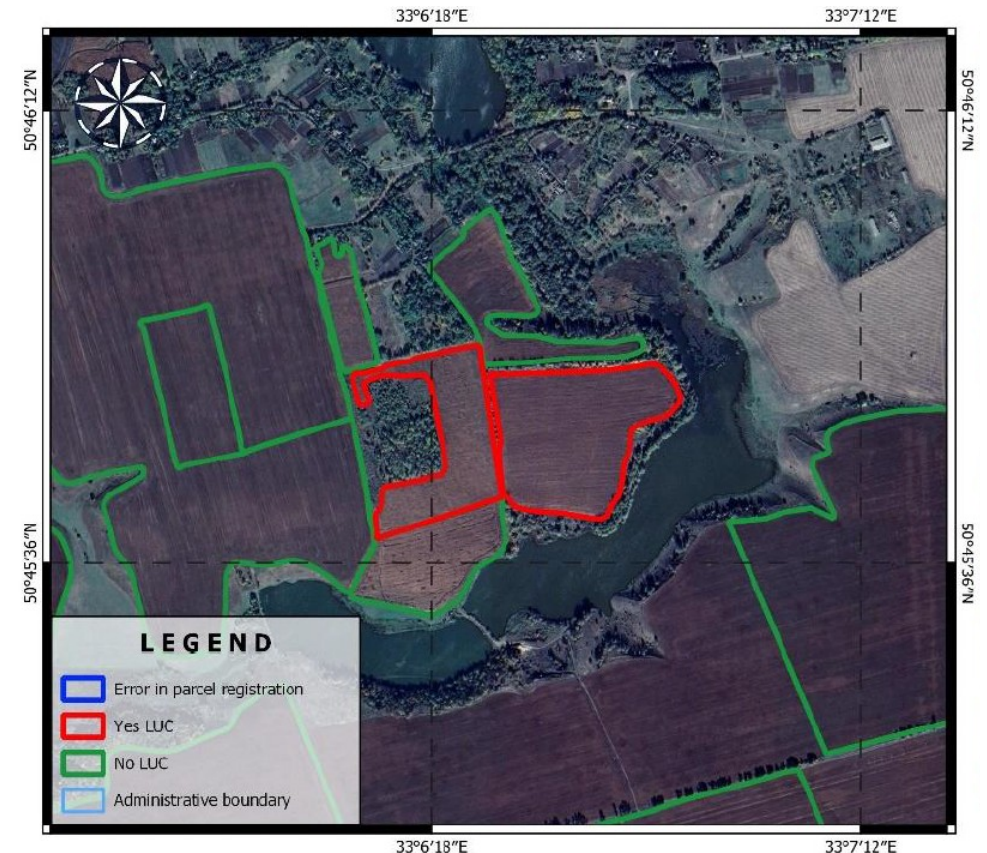 33°6'18"E 33°7'12"E
50°46'12"N 50°46'12"N
50°45'36"N 50°45'36"N
LEGEND
Error in parcel registration
Yes LUC
No LUC
Administrative boundary
33°6'18"E 33°7'12"E